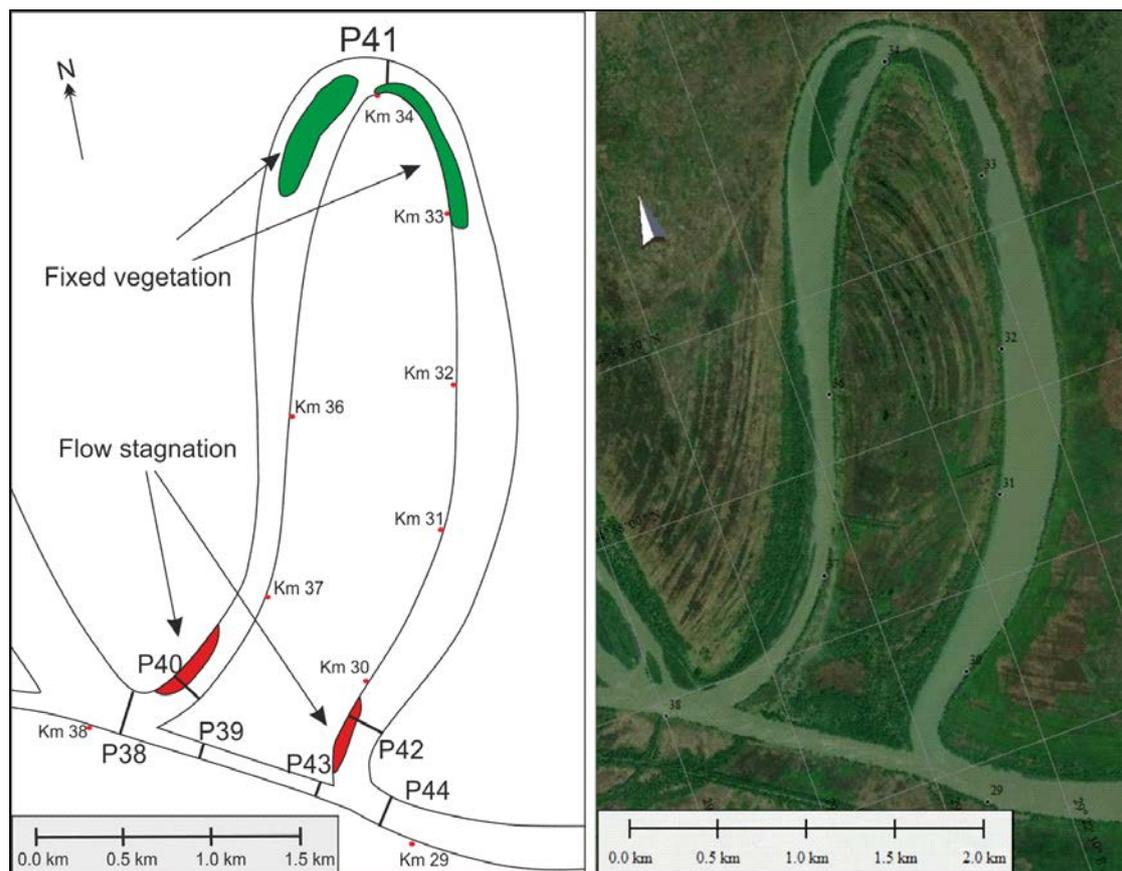 P41
N
Km 34
Km 33
Fixed vegetation
Km 32
Km 36
Flow stagnation
Km 31
Km 37
P40
Km 30
Km 38
P38
P39
P43
P42
P44
Km 29
0.0 km 0.5 km 1.0 km 1.5 km
34
33
32
36
31
30
38
29
0.0 km 0.5 km 1.0 km 1.5 km 2.0 km